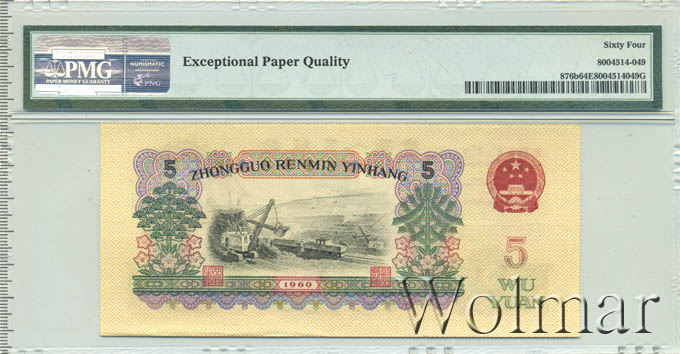 PMG
PAPER MONEY GUARANTY
NUMISMATIC
PNG
Exceptional Paper Quality
Sixty Four
8004514-049
876b64E8004514049G
5
ZHONGGUO RENMIN YINHANG
5
1960
5
WU
YUAN
Wolmar